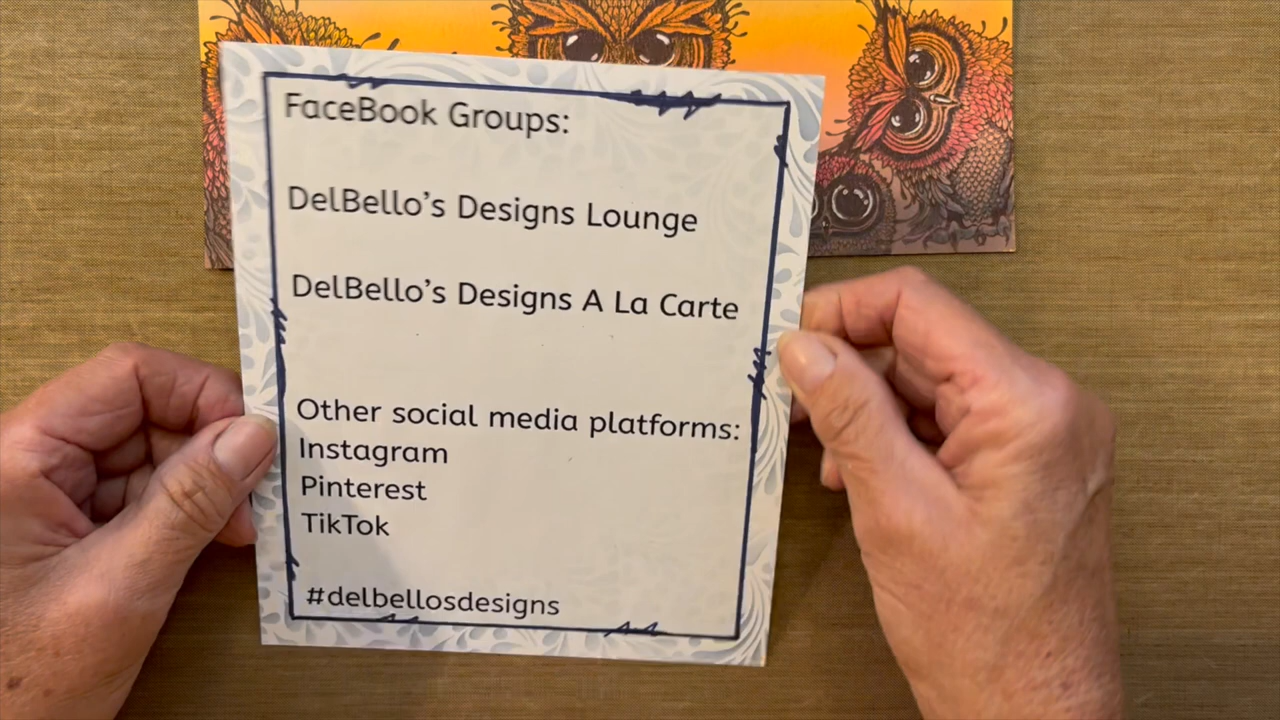 FaceBook Groups:
DelBello's Designs Lounge
DelBello's Designs A La Carte
Other social media platforms:
Instagram
Pinterest
TikTok
#delbellosdesigns